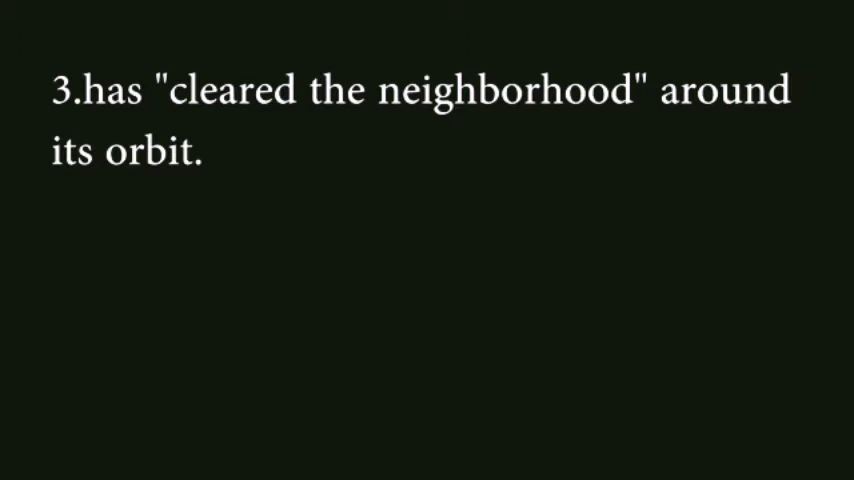 3.has "cleared the neighborhood" around
its orbit.